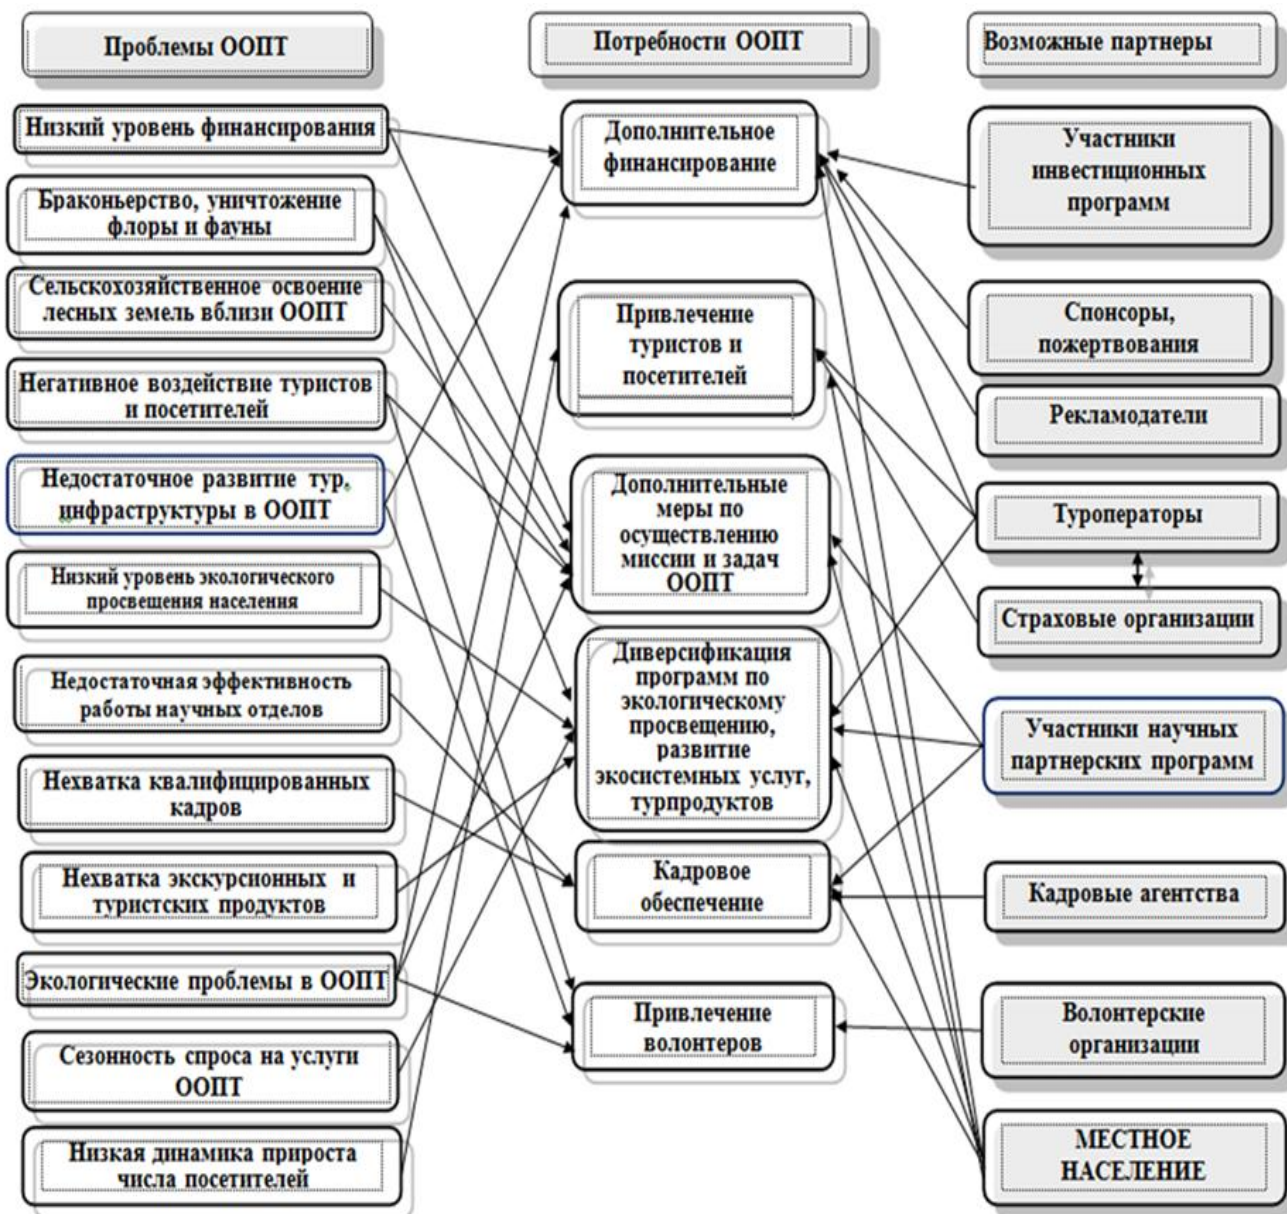 Проблемы ООПТ
Низкий уровень финансирования
Браконьерство, уничтожение
флоры и фауны
Сельскохозяйственное освоение
лесных земель вблизи ООПТ
Негативное воздействие туристов
и посетителей
Недостаточное развитие тур.
инфраструктуры в ООПТ
Низкий уровень экологического
просвещения населения
Недостаточная эффективность
работы научных отделов
Нехватка квалифицированных
кадров
Нехватка экскурсионных и
туристских продуктов
Экологические проблемы в ООПТ
Сезонность спроса на услуги
ООПТ
Низкая динамика прироста
числа посетителей
Потребности ООПТ
Дополнительное
финансирование
Привлечение
туристов и
посетителей
Дополнительные
меры по
осуществлению
миссии и задач
ООПТ
Диверсификация
программ по
экологическому
просвещению,
развитие
экосистемных услуг,
турпродуктов
Кадровое
обеспечение
Привлечение
волонтеров
Возможные партнеры
Участники
инвестиционных
программ
Спонсоры,
пожертвования
Рекламодатели
Туроператоры
Страховые организации
Участники научных
партнерских программ
Кадровые агентства
Волонтерские
организации
МЕСТНОЕ
НАСЕЛЕНИЕ